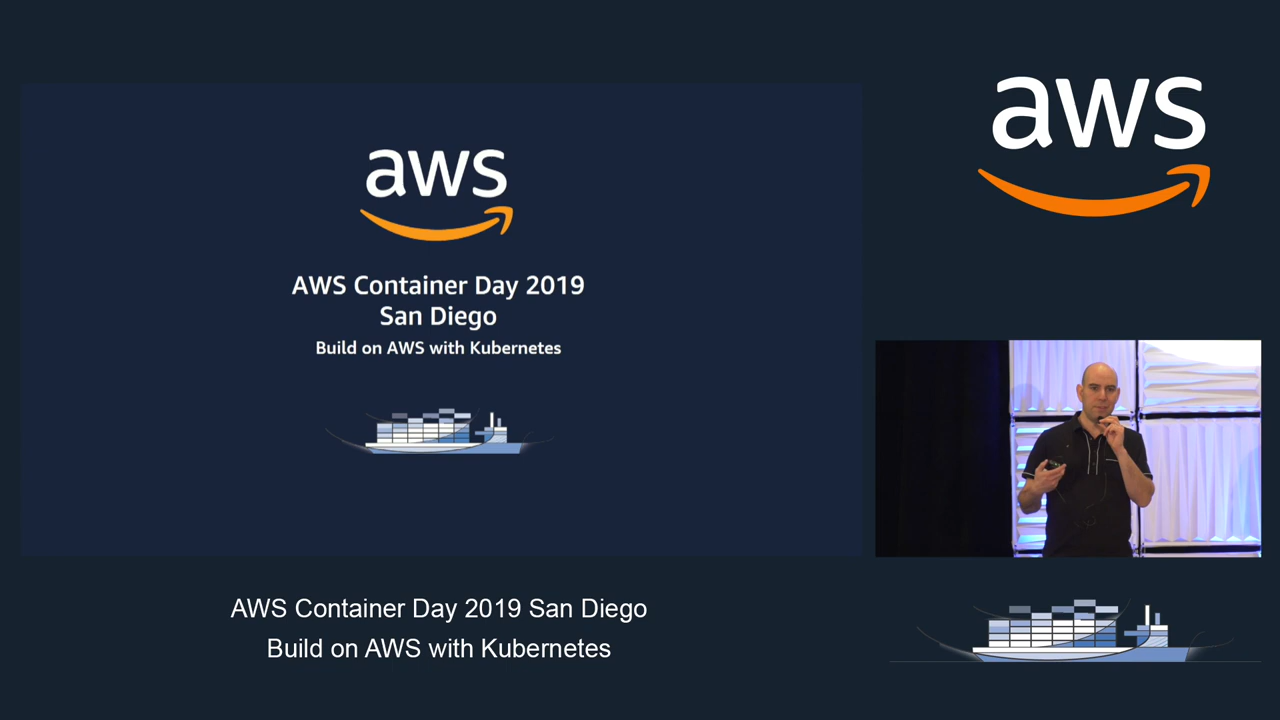 aws
AWS Container Day 2019
San Diego
Build on AWS with Kubernetes
aws
AWS Container Day 2019 San Diego
Build on AWS with Kubernetes